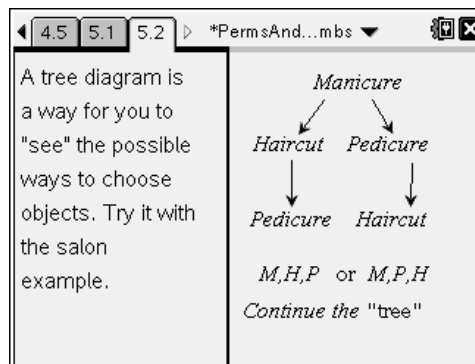 4.5 5.1 5.2 *PermsAnd...mbs
A tree diagram is
a way for you to
"see" the possible
ways to choose
objects. Try it with
the salon
example.
Manicure
Haircut Pedicure
Pedicure Haircut
M,H,P or M,P,H
Continue the "tree"